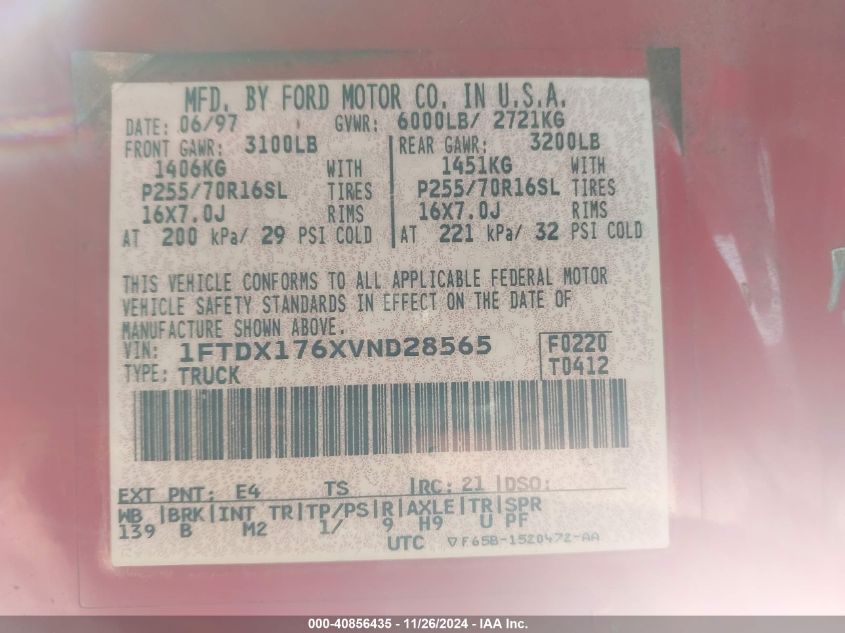 MFD. BY FORD MOTOR CO. IN U.S.A.
DATE: 06/97 GVWR: 6000LB/ 2721KG
FRONT GAWR: 3100LB REAR GAWR: 3200LB
1406KG WITH 1451KG WITH
P255/70R16SL TIRES P255/70R16SL TIRES
16X7.0J RIMS 16X7.0J RIMS
AT 200 kPa/ 29 PSI COLD AT 221 kPa/ 32 PSI COLD
THIS VEHICLE CONFORMS TO ALL APPLICABLE FEDERAL MOTOR
VEHICLE SAFETY STANDARDS IN EFFECT ON THE DATE OF
MANUFACTURE SHOWN ABOVE.
VIN: 1FTDX176XVND28565 F0220
TYPE: TRUCK T0412
EXT PNT: E4 TS |RC: 21 |DSO:
WB |BRK|INT TR|TP/PS|R|AXLE|TR|SPR
139 B M2 1/ 9 H9 U PF
UTC ▽F65B-1520472-AA
000-40856435 - 11/26/2024 - IAA Inc.